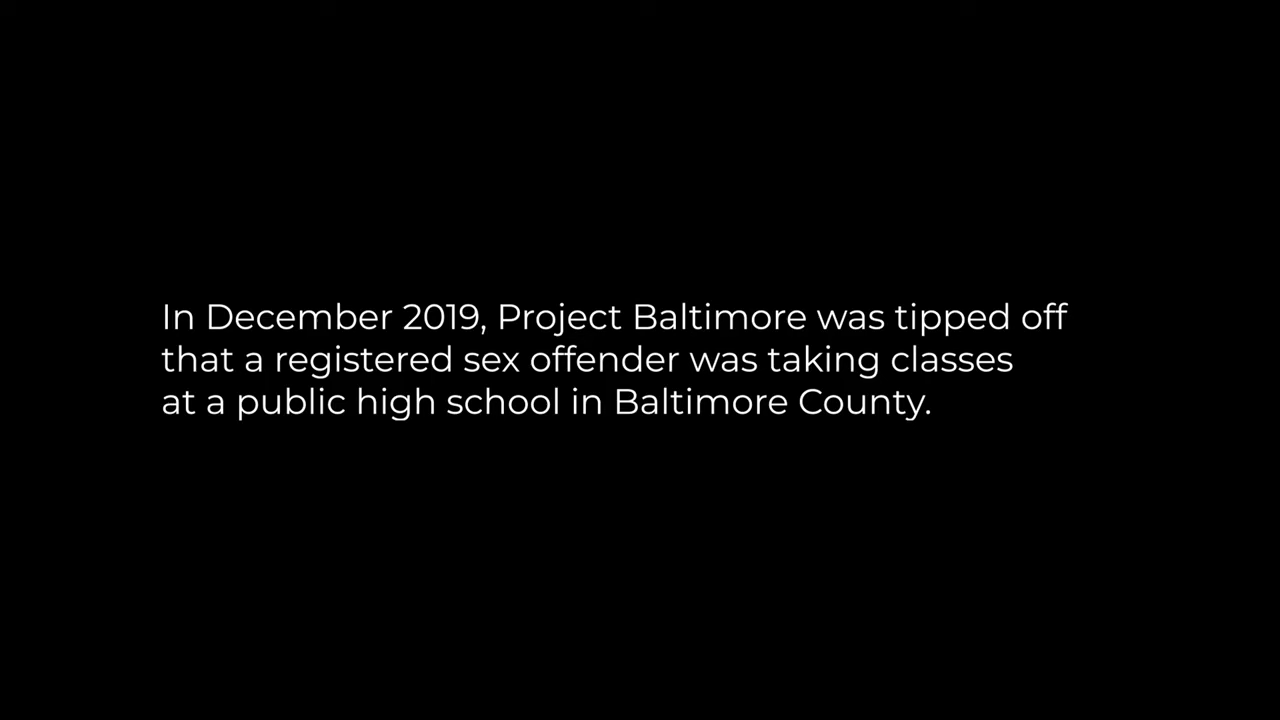 In December 2019, Project Baltimore was tipped off
that a registered sex offender was taking classes
at a public high school in Baltimore County.